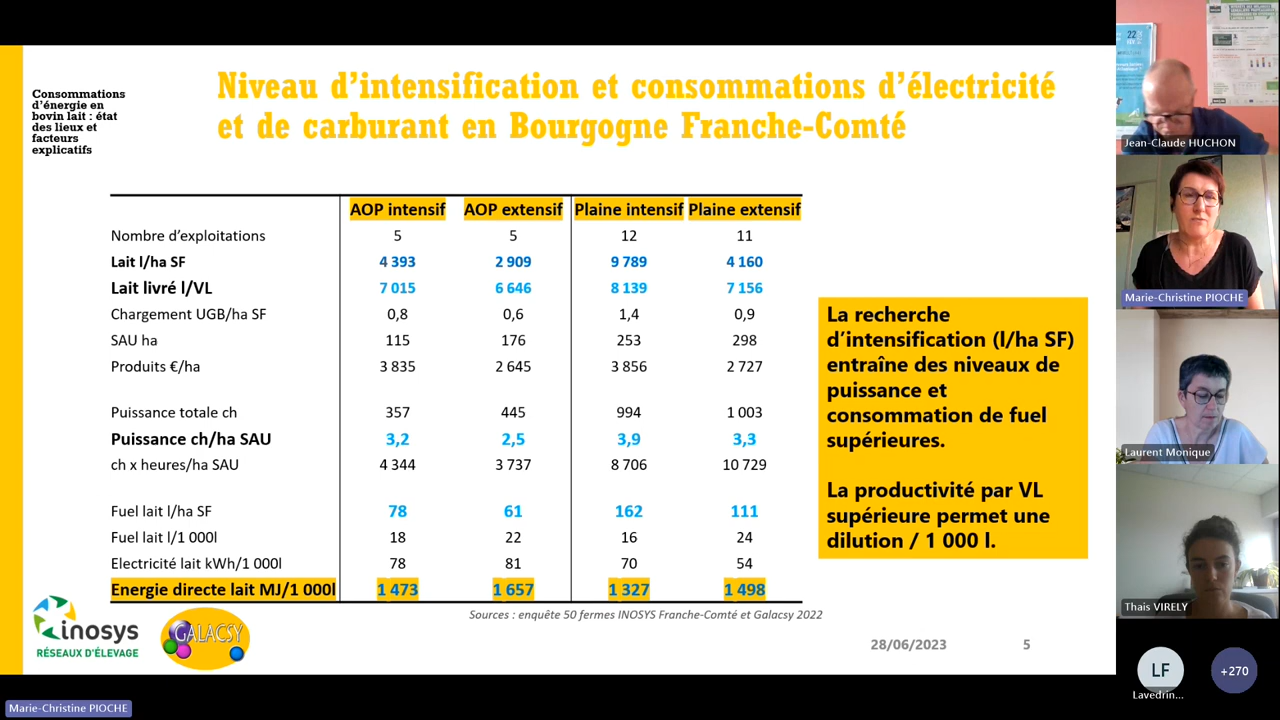 Consommations
d'énergie en
bovin lait : état
des lieux et
facteurs
explicatifs
Niveau d'intensification et consommations d'électricité
et de carburant en Bourgogne Franche-Comté
AOP intensif AOP extensif Plaine intensif Plaine extensif
Nombre d'exploitations 5 5 12 11
Lait l/ha SF 4 393 2 909 9 789 4 160
Lait livré l/VL 7 015 6 646 8 139 7 156
Chargement UGB/ha SF 0,8 0,6 1,4 0,9
SAU ha 115 176 253 298
Produits €/ha 3 835 2 645 3 856 2 727
Puissance totale ch 357 445 994 1 003
Puissance ch/ha SAU 3,2 2,5 3,9 3,3
ch x heures/ha SAU 4 344 3 737 8 706 10 729
Fuel lait l/ha SF 78 61 162 111
Fuel lait l/1 000l 18 22 16 24
Electricité lait kWh/1 000l 78 81 70 54
Energie directe lait MJ/1 000l 1 473 1 657 1 327 1 498
La recherche
d'intensification (l/ha SF)
entraîne des niveaux de
puissance et
consommation de fuel
supérieures.
La productivité par VL
supérieure permet une
dilution / 1 000 l.
Sources : enquête 50 fermes INOSYS Franche-Comté et Galacsy 2022
inosys
RÉSEAUX D'ÉLEVAGE
GALACSY
28/06/2023 5
Marie-Christine PIOCHE
22
Jean-Claude HUCHON
Marie-Christine PIOCHE
Laurent Monique
Thais VIRELY
LF
Lavedrin...
+270